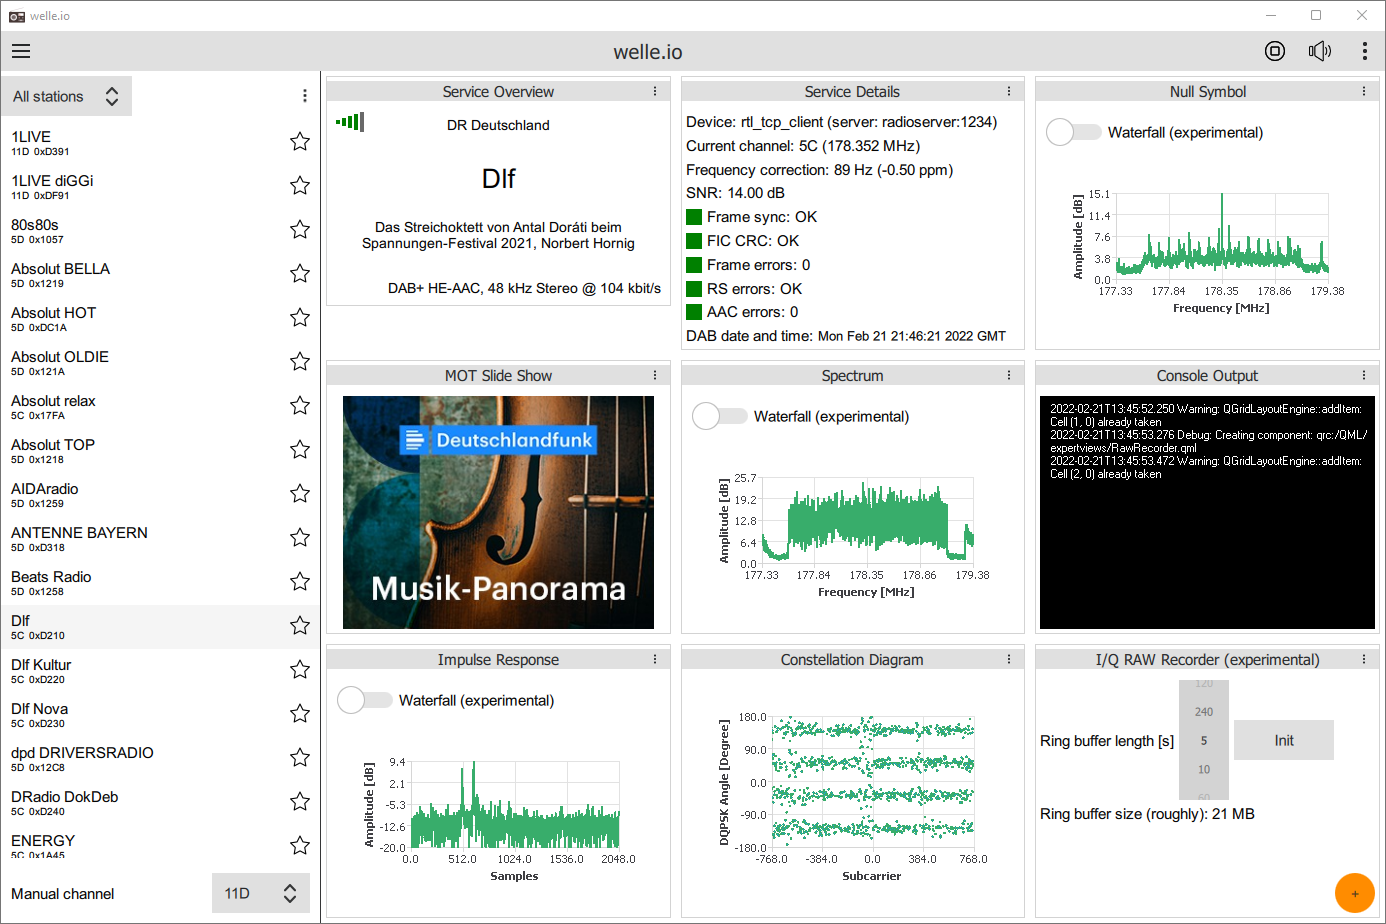 welle.io
welle.io
All stations
1LIVE
11D 0xD391
1LIVE diGGi
11D 0xDF91
80s80s
5D 0x1057
Absolut BELLA
5D 0x1219
Absolut HOT
5D 0xDC1A
Absolut OLDIE
5D 0x121A
Absolut relax
5C 0x17FA
Absolut TOP
5D 0x1218
AIDAradio
5D 0x1259
ANTENNE BAYERN
5D 0xD318
Beats Radio
5D 0x1258
Dlf
5C 0xD210
Dlf Kultur
5C 0xD220
Dlf Nova
5C 0xD230
dpd DRIVERSRADIO
5D 0x12C8
DRadio DokDeb
5C 0xD240
ENERGY
5C 0x1A45
Manual channel
11D
Service Overview
DR Deutschland
Dlf
Das Streichoktett von Antal Doráti beim
Spannungen-Festival 2021, Norbert Hornig
DAB+ HE-AAC, 48 kHz Stereo @ 104 kbit/s
Service Details
Device: rtl_tcp_client (server: radioserver:1234)
Current channel: 5C (178.352 MHz)
Frequency correction: 89 Hz (-0.50 ppm)
SNR: 14.00 dB
Frame sync: OK
FIC CRC: OK
Frame errors: 0
RS errors: OK
AAC errors: 0
DAB date and time: Mon Feb 21 21:46:21 2022 GMT
Null Symbol
Waterfall (experimental)
Amplitude [dB]
15.1
11.4
7.6
3.8
0.0
177.33 177.84 178.35 178.86 179.38
Frequency [MHz]
MOT Slide Show
Deutschlandfunk
Musik-Panorama
Spectrum
Waterfall (experimental)
Amplitude [dB]
25.7
19.2
12.8
6.4
0.0
177.33 177.84 178.35 178.86 179.38
Frequency [MHz]
Console Output
2022-02-21T13:45:52.250 Warning: QGridLayoutEngine::addItem:
Cell (1, 0) already taken
2022-02-21T13:45:53.276 Debug: Creating component: qrc:/QML/
expertviews/RawRecorder.qml
2022-02-21T13:45:53.472 Warning: QGridLayoutEngine::addItem:
Cell (2, 0) already taken
Impulse Response
Waterfall (experimental)
Amplitude [dB]
9.4
2.1
-5.3
-12.6
-20.0
0.0 512.0 1024.0 1536.0 2048.0
Samples
Constellation Diagram
DQPSK Angle [Degree]
180.0
90.0
0.0
-90.0
-180.0
-768.0 -384.0 0.0 384.0 768.0
Subcarrier
I/Q RAW Recorder (experimental)
120
240
Ring buffer length [s] 5 Init
10
60
Ring buffer size (roughly): 21 MB
+